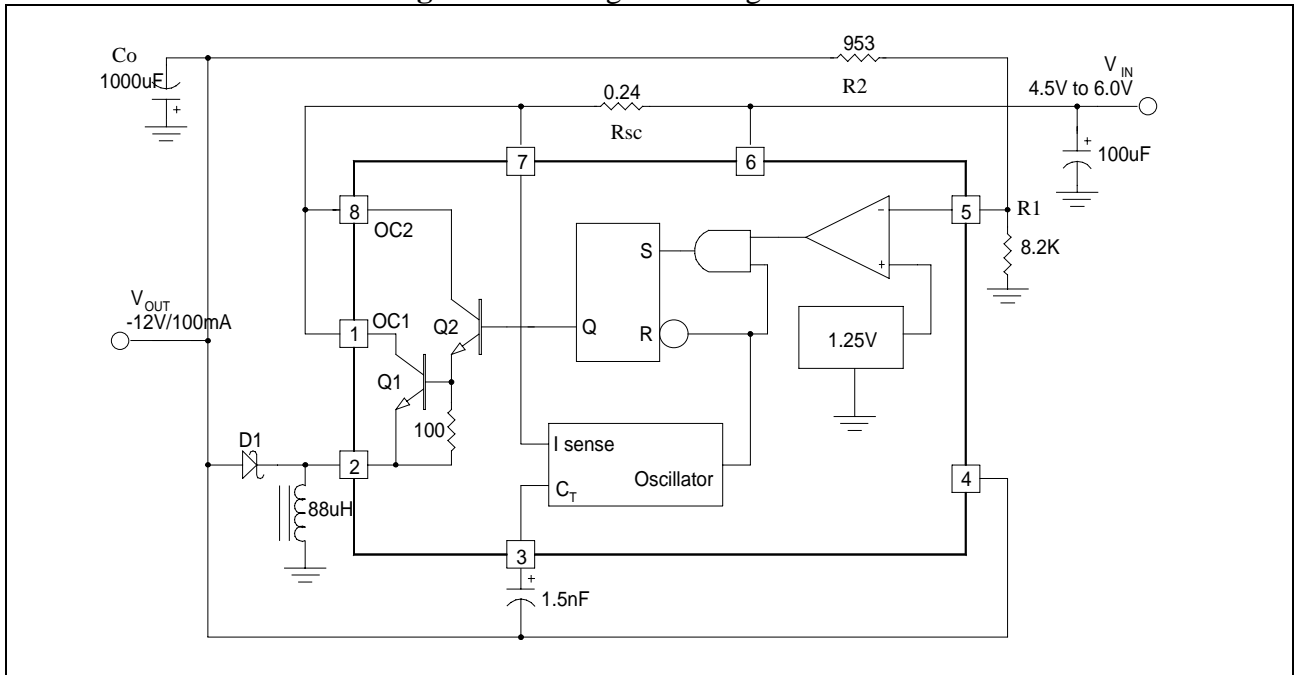 Co
1000uF
+
953
R2
V IN
4.5V to 6.0V
0.24
Rsc
+
100uF
7
6
8
OC2
5
R1
8.2K
-
+
S
V OUT
-12V/100mA
1
OC1
Q2
Q
R
1.25V
Q1
100
D1
2
I sense
Oscillator
C T
4
88uH
3
+
1.5nF